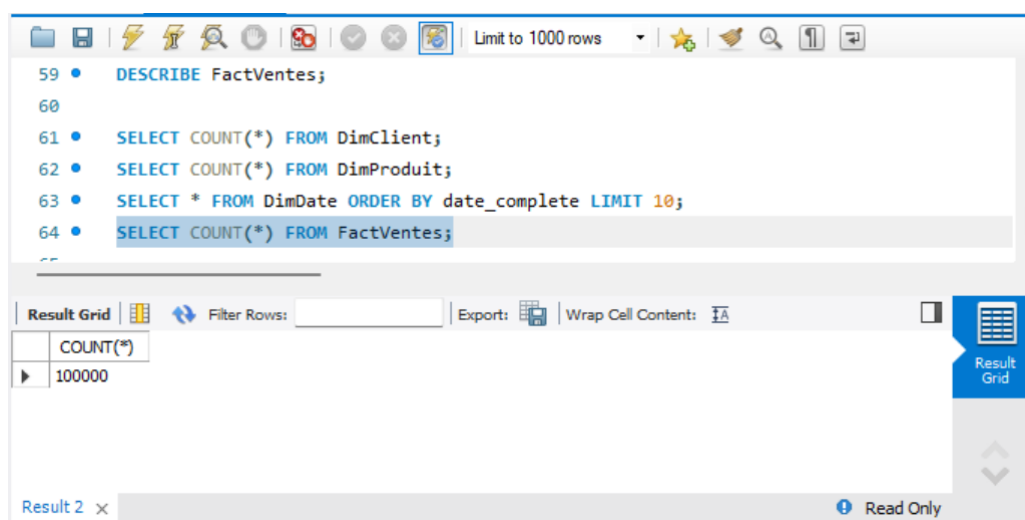 Limit to 1000 rows
59 DESCRIBE FactVentes;
60
61 SELECT COUNT(*) FROM DimClient;
62 SELECT COUNT(*) FROM DimProduit;
63 SELECT * FROM DimDate ORDER BY date_complete LIMIT 10;
64 SELECT COUNT(*) FROM FactVentes;
Result Grid Filter Rows: Export: Wrap Cell Content:
COUNT(*)
100000
Result
Grid
Result 2 Read Only